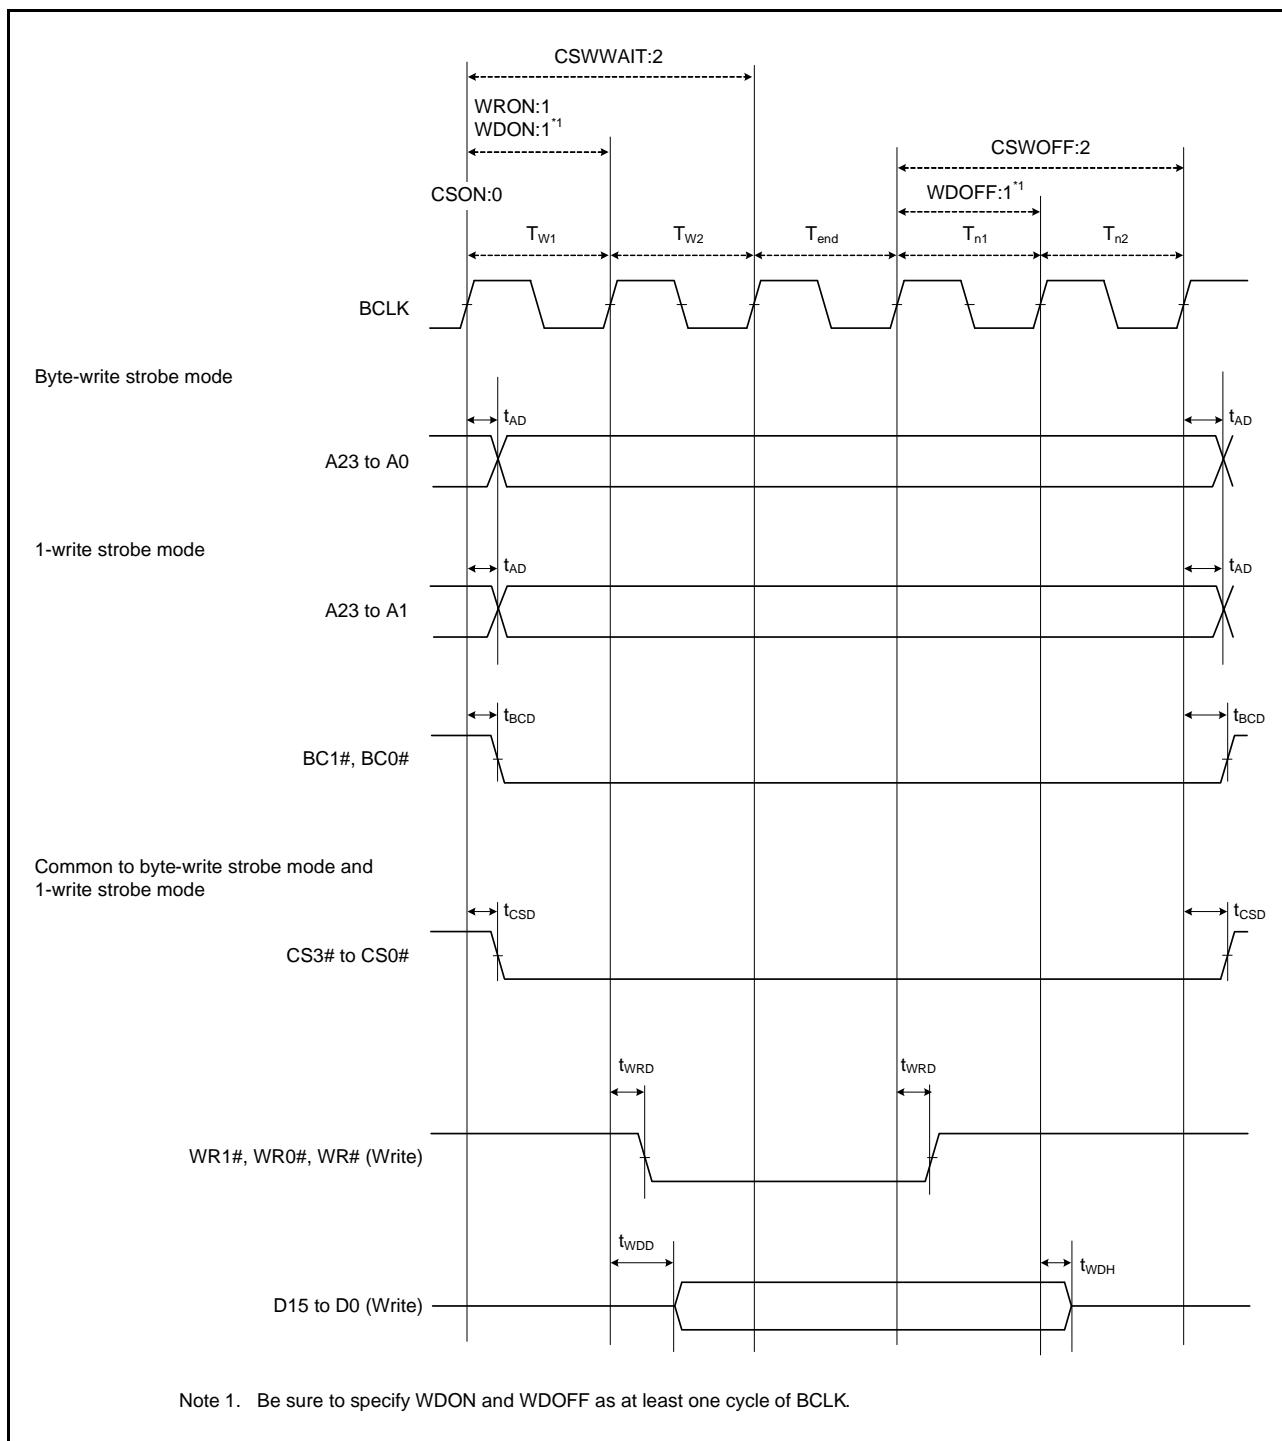 CSWWAIT:2
WRON:1
WDON:1*1
CSWOFF:2
WDOFF:1*1
CSON:0
TW1 TW2 Tend Tn1 Tn2
BCLK
Byte-write strobe mode
tAD tAD
A23 to A0
1-write strobe mode
tAD tAD
A23 to A1
tBCD tBCD
BC1#, BC0#
Common to byte-write strobe mode and
1-write strobe mode
tCSD tCSD
CS3# to CS0#
tWRD tWRD
WR1#, WR0#, WR# (Write)
tWDD tWDH
D15 to D0 (Write)
Note 1. Be sure to specify WDON and WDOFF as at least one cycle of BCLK.